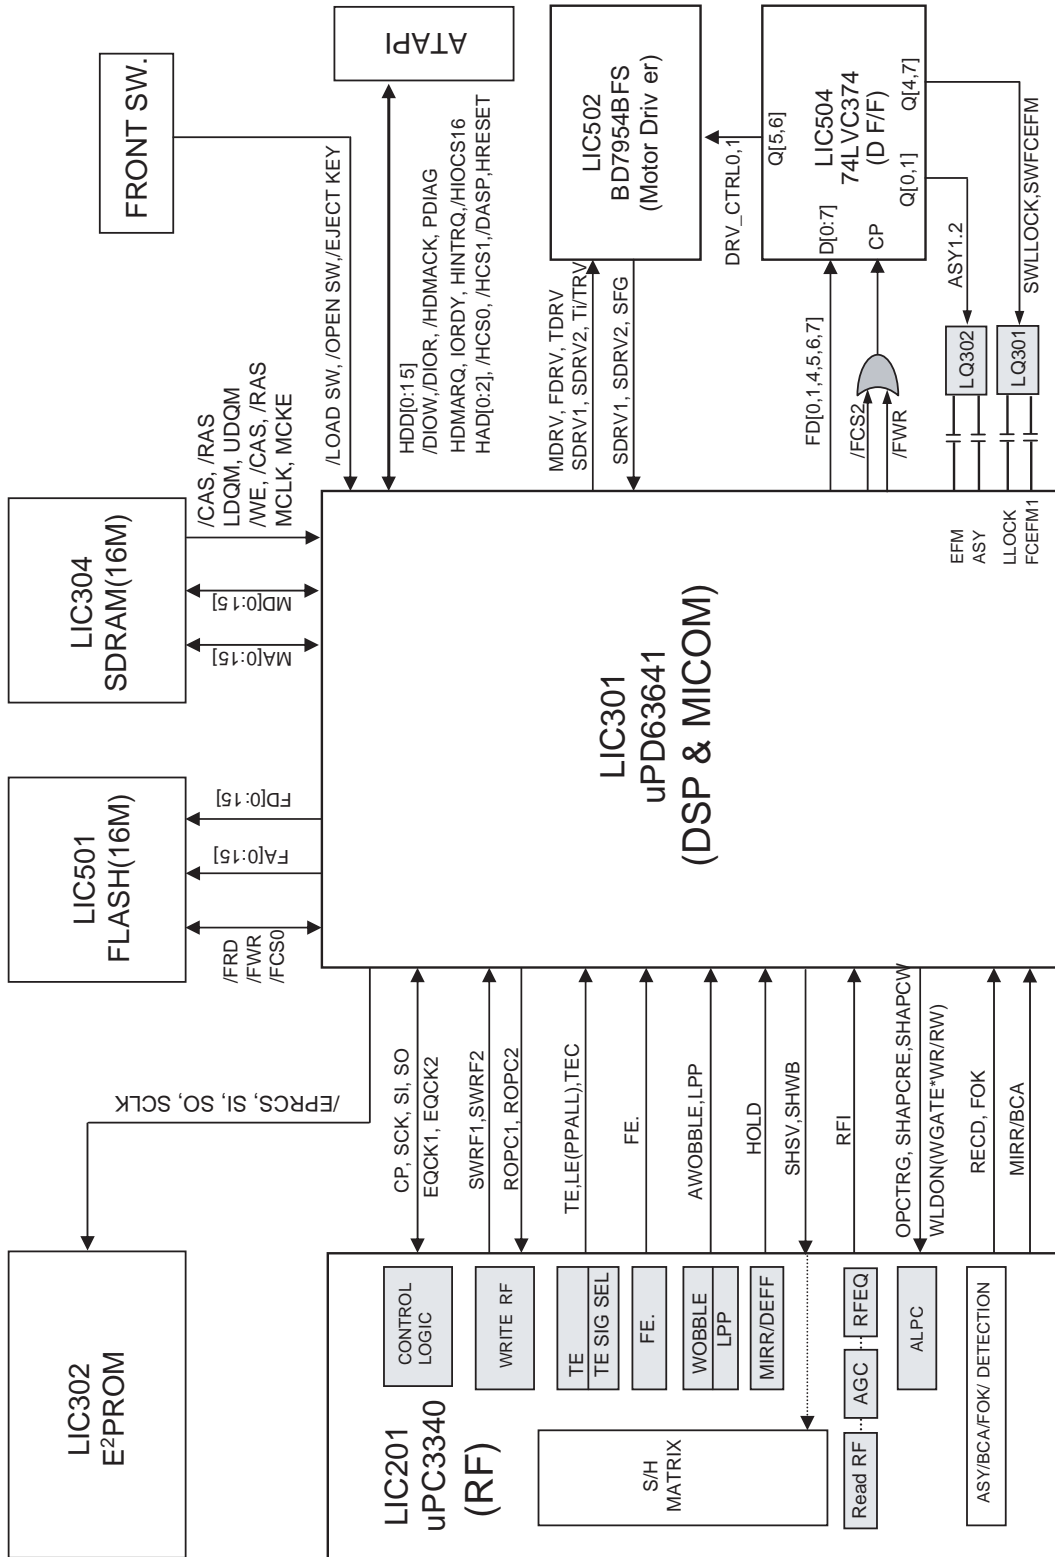 LIC302
E²PROM
LIC501
FLASH(16M)
LIC304
SDRAM(16M)
FRONT SW.
ATAPI
/EPRCS, SI, SO, SCLK
/FRD
/FWR
/FCS0
FA[0:15]
FD[0:15]
MA[0:15]
MD[0:15]
/CAS, /RAS
LDQM, UDQM
/WE, /CAS, /RAS
MCLK, MCKE
/LOAD SW, /OPEN SW,/EJECT KEY
HDD[0:15]
/DIOW,/DIOR, /HDMACK, PDIAG
HDMARQ, IORDY, HINTRQ,/HIOCS16
HAD[0:2], /HCS0, /HCS1,/DASP,HRESET
LIC201
uPC3340
(RF)
CONTROL
LOGIC
WRITE RF
TE
TE SIG SEL
FE.
WOBBLE
LPP
MIRR/DEFF
S/H
MATRIX
Read RF
AGC
RFEQ
ALPC
ASY/BCA/FOK/ DETECTION
CP, SCK, SI, SO
EQCK1, EQCK2
SWRF1,SWRF2
ROPC1, ROPC2
TE,LE(PPALL),TEC
FE.
AWOBBLE,LPP
HOLD
SHSV,SHWB
RFI
OPCTRG, SHAPCRE,SHAPCW
WLDON(WGATE*WR/RW)
RECD, FOK
MIRR/BCA
LIC301
uPD63641
(DSP & MICOM)
MDRV, FDRV, TDRV
SDRV1, SDRV2, Ti/TRV
SDRV1, SDRV2, SFG
LIC502
BD7954BFS
(Motor Driv er)
DRV_CTRL0,1
Q[5,6]
FD[0,1,4,5,6,7]
D[0:7]
LIC504
74LVC374
(D F/F)
CP
Q[0,1]
Q[4,7]
/FCS2
/FWR
ASY1.2
SWLLOCK,SWFCEFM
EFM
ASY
LQ302
LLOCK
FCEFM1
LQ301